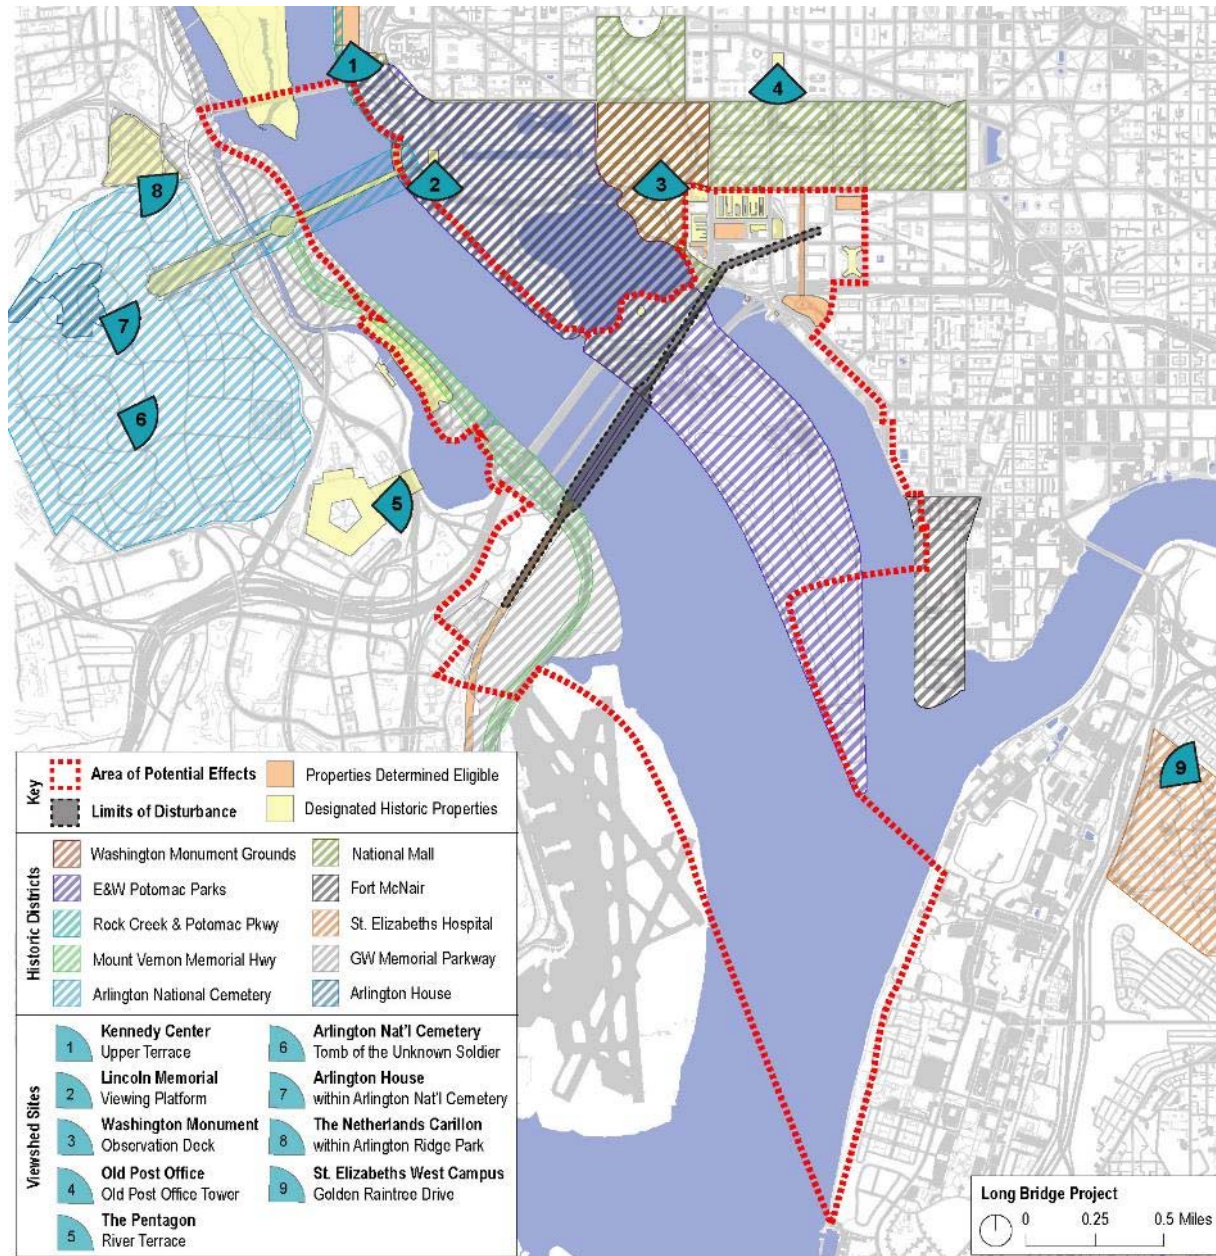 1
4
2
3
8
7
6
5
9
Key
Area of Potential Effects
Properties Determined Eligible
Limits of Disturbance
Designated Historic Properties
Historic Districts
Washington Monument Grounds
National Mall
E&W Potomac Parks
Fort McNair
Rock Creek & Potomac Pkwy
St. Elizabeths Hospital
Mount Vernon Memorial Hwy
GW Memorial Parkway
Arlington National Cemetery
Arlington House
Viewshed Sites
1
Kennedy Center
Upper Terrace
2
Lincoln Memorial
Viewing Platform
3
Washington Monument
Observation Deck
4
Old Post Office
Old Post Office Tower
5
The Pentagon
River Terrace
6
Arlington Nat'l Cemetery
Tomb of the Unknown Soldier
7
Arlington House
within Arlington Nat'l Cemetery
8
The Netherlands Carillon
within Arlington Ridge Park
9
St. Elizabeths West Campus
Golden Raintree Drive
Long Bridge Project
0 0.25 0.5 Miles